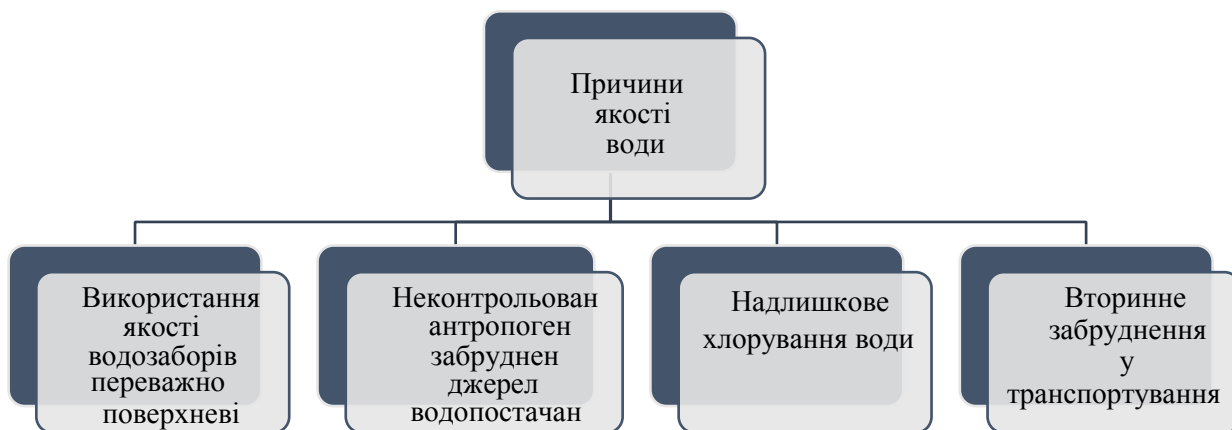 Причини
якості
води
Використання
якості
водозаборів
переважно
поверхневі
Неконтрольован
антропоген
забруднен
джерел
водопостачан
Надлишкове
хлорування води
Вторинне
забруднення
у
транспортування